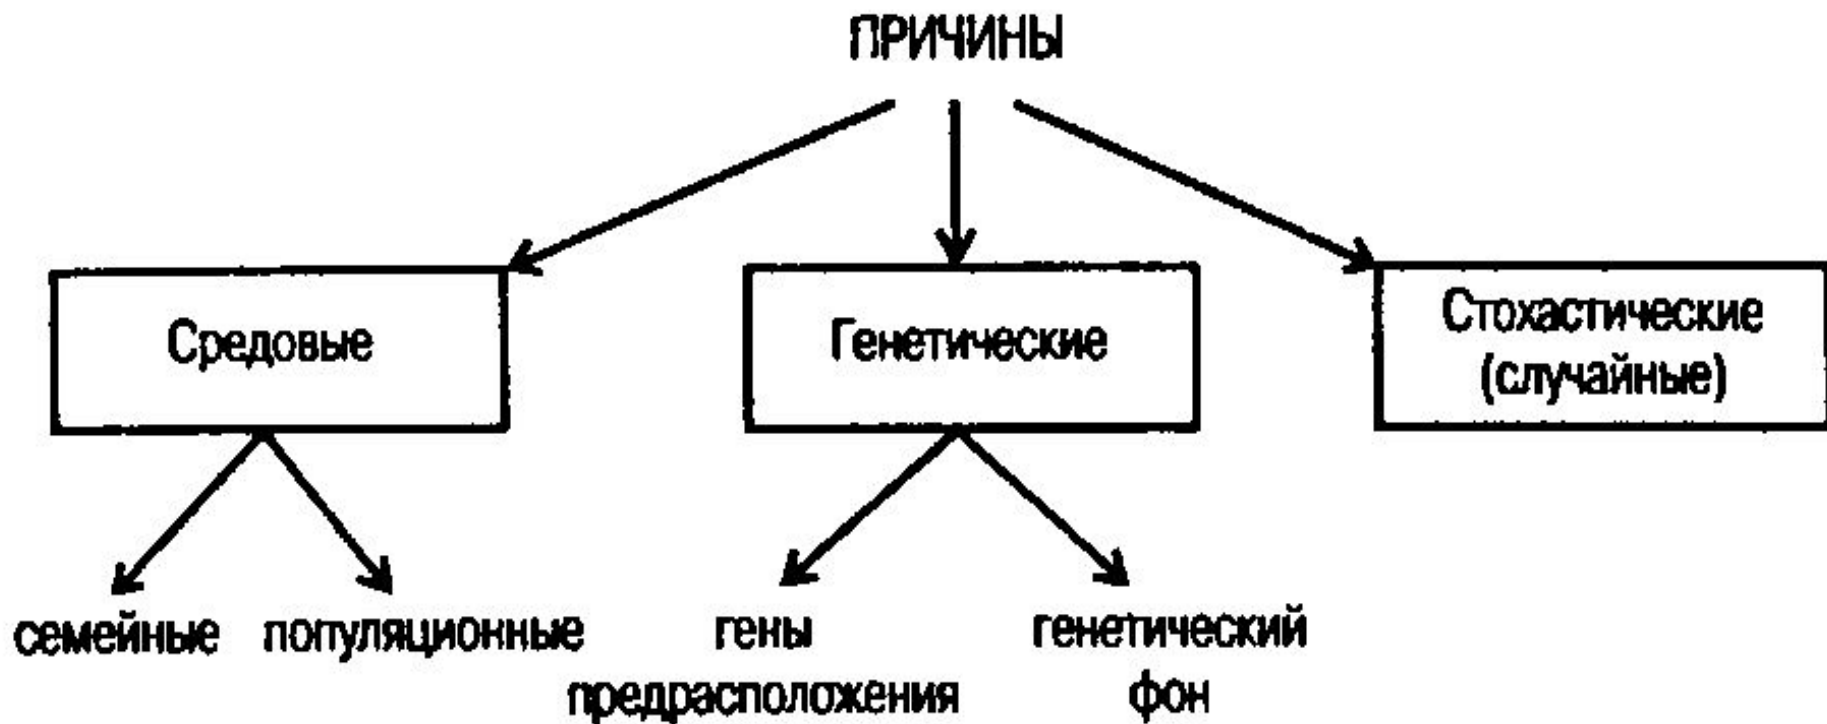 ПРИЧИНЫ
Средовые
Генетические
Стохастические
(случайные)
семейные
популяционные
гены
предрасположения
генетический
фон